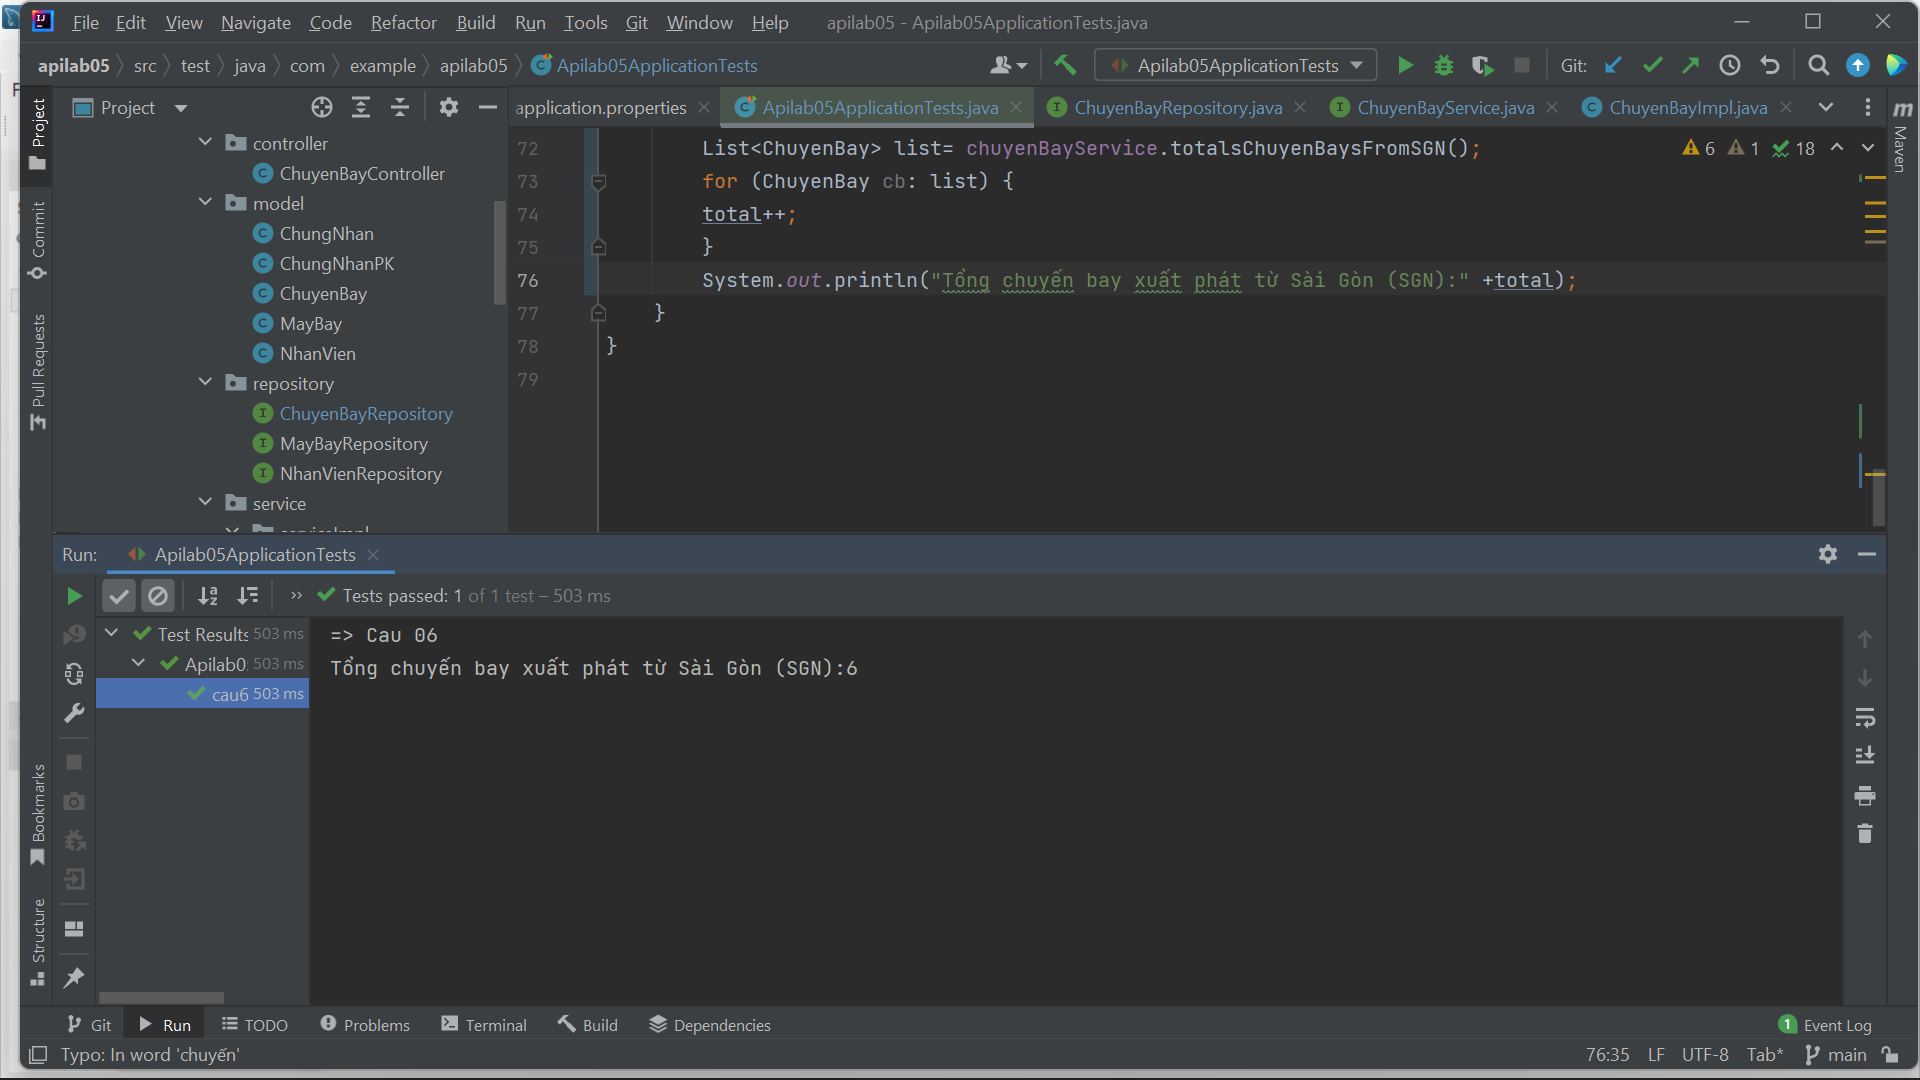 File Edit View Navigate Code Refactor Build Run Tools Git Window Help apilab05 - Apilab05ApplicationTests.java
apilab05 src test java com example apilab05 Apilab05ApplicationTests
Apilab05ApplicationTests
Git:
Project
application.properties Apilab05ApplicationTests.java ChuyenBayRepository.java ChuyenBayService.java ChuyenBayImpl.java
Project
Commit
Pull Requests
Bookmarks
Structure
Maven
controller
ChuyenBayController
model
ChungNhan
ChungNhanPK
ChuyenBay
MayBay
NhanVien
repository
ChuyenBayRepository
MayBayRepository
NhanVienRepository
service
serviceImpl
72 List<ChuyenBay> list= chuyenBayService.totalsChuyenBaysFromSGN();
6 1 18
73 for (ChuyenBay cb: list) {
74 total++;
75 }
76 System.out.println("Tổng chuyến bay xuất phát từ Sài Gòn (SGN):" +total);
77 }
78 }
79
Run: Apilab05ApplicationTests
Tests passed: 1 of 1 test – 503 ms
Test Results 503 ms
Apilab0 503 ms
cau6 503 ms
=> Cau 06
Tổng chuyến bay xuất phát từ Sài Gòn (SGN):6
Git Run TODO Problems Terminal Build Dependencies
1 Event Log
Typo: In word 'chuyến'
76:35 LF UTF-8 Tab* main